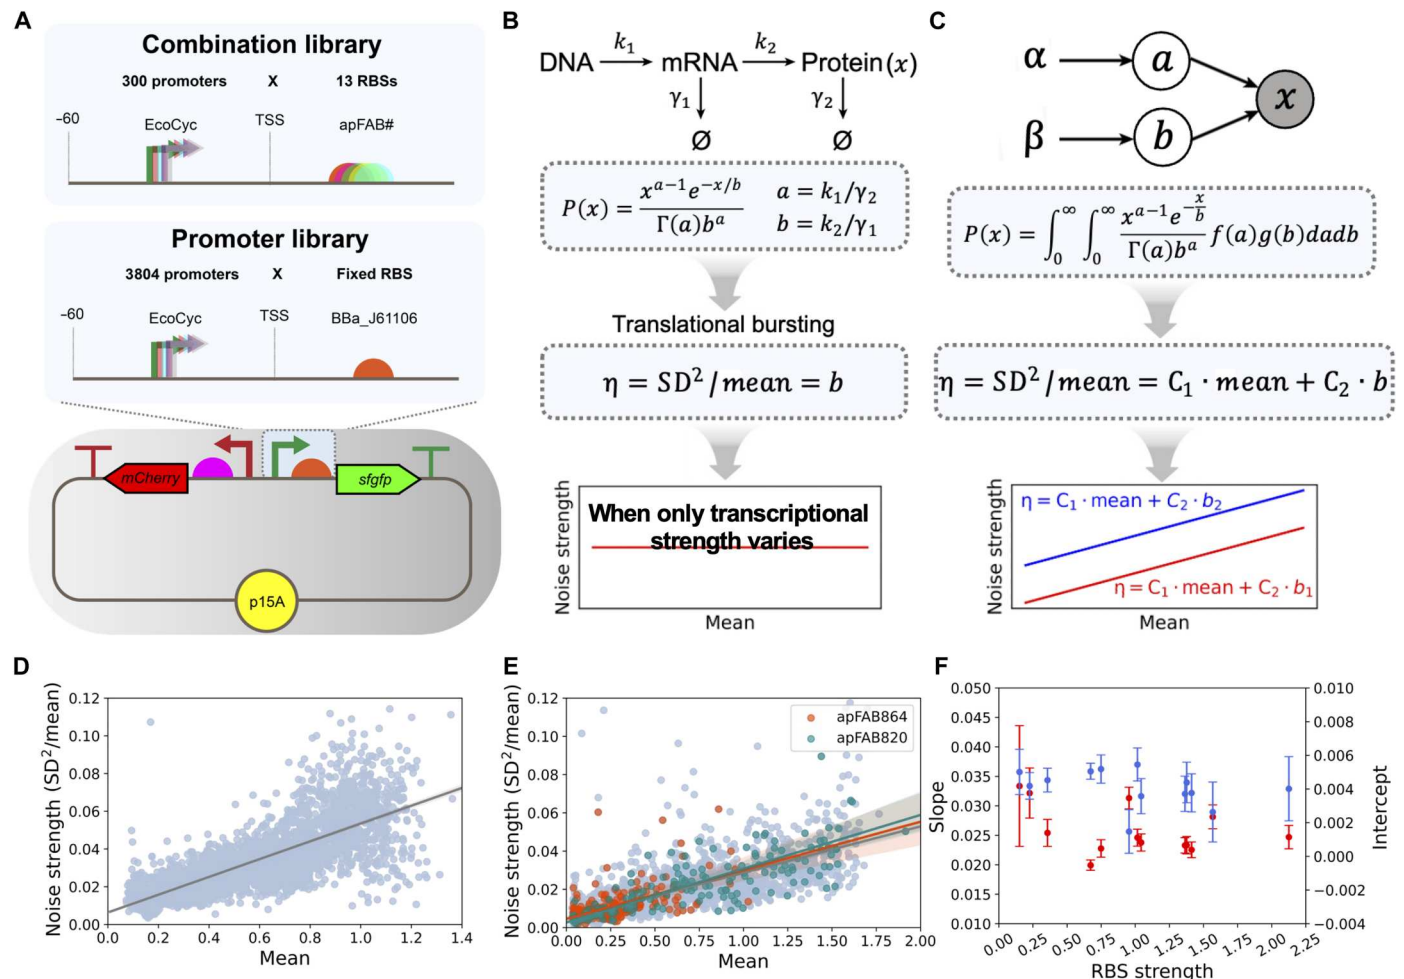 A
Combination library
300 promoters X 13 RBSs
−60
EcoCyc
TSS
apFAB#
Promoter library
3804 promoters X Fixed RBS
−60
EcoCyc
TSS
BBa_J61106
mCherry
sfgfp
p15A
B
DNA k₁ mRNA k₂ Protein(x)
γ₁ γ₂
Ø Ø
P(x) = x^{a−1}e^{−x/b} / Γ(a)b^a
a = k₁/γ₂
b = k₂/γ₁
Translational bursting
η = SD²/mean = b
When only transcriptional
strength varies
Noise strength
Mean
C
α a
x
β b
P(x) = ∫₀^∞ ∫₀^∞ x^{a−1}e^{−x/b} / Γ(a)b^a f(a)g(b)dadb
η = SD²/mean = C₁ · mean + C₂ · b
η = C₁ · mean + C₂ · b₂
η = C₁ · mean + C₂ · b₁
Noise strength
Mean
D
Noise strength (SD²/mean)
0.12
0.10
0.08
0.06
0.04
0.02
0.00
0.0 0.2 0.4 0.6 0.8 1.0 1.2 1.4
Mean
E
Noise strength (SD²/mean)
0.12
0.10
0.08
0.06
0.04
0.02
0.00
apFAB864
apFAB820
0.00 0.25 0.50 0.75 1.00 1.25 1.50 1.75 2.00
Mean
F
Slope
0.050
0.045
0.040
0.035
0.030
0.025
0.020
0.015
0.010
0.010
0.008
0.006
0.004
0.002
0.000
−0.002
−0.004
Intercept
0.00 0.25 0.50 0.75 1.00 1.25 1.50 1.75 2.00 2.25
RBS strength